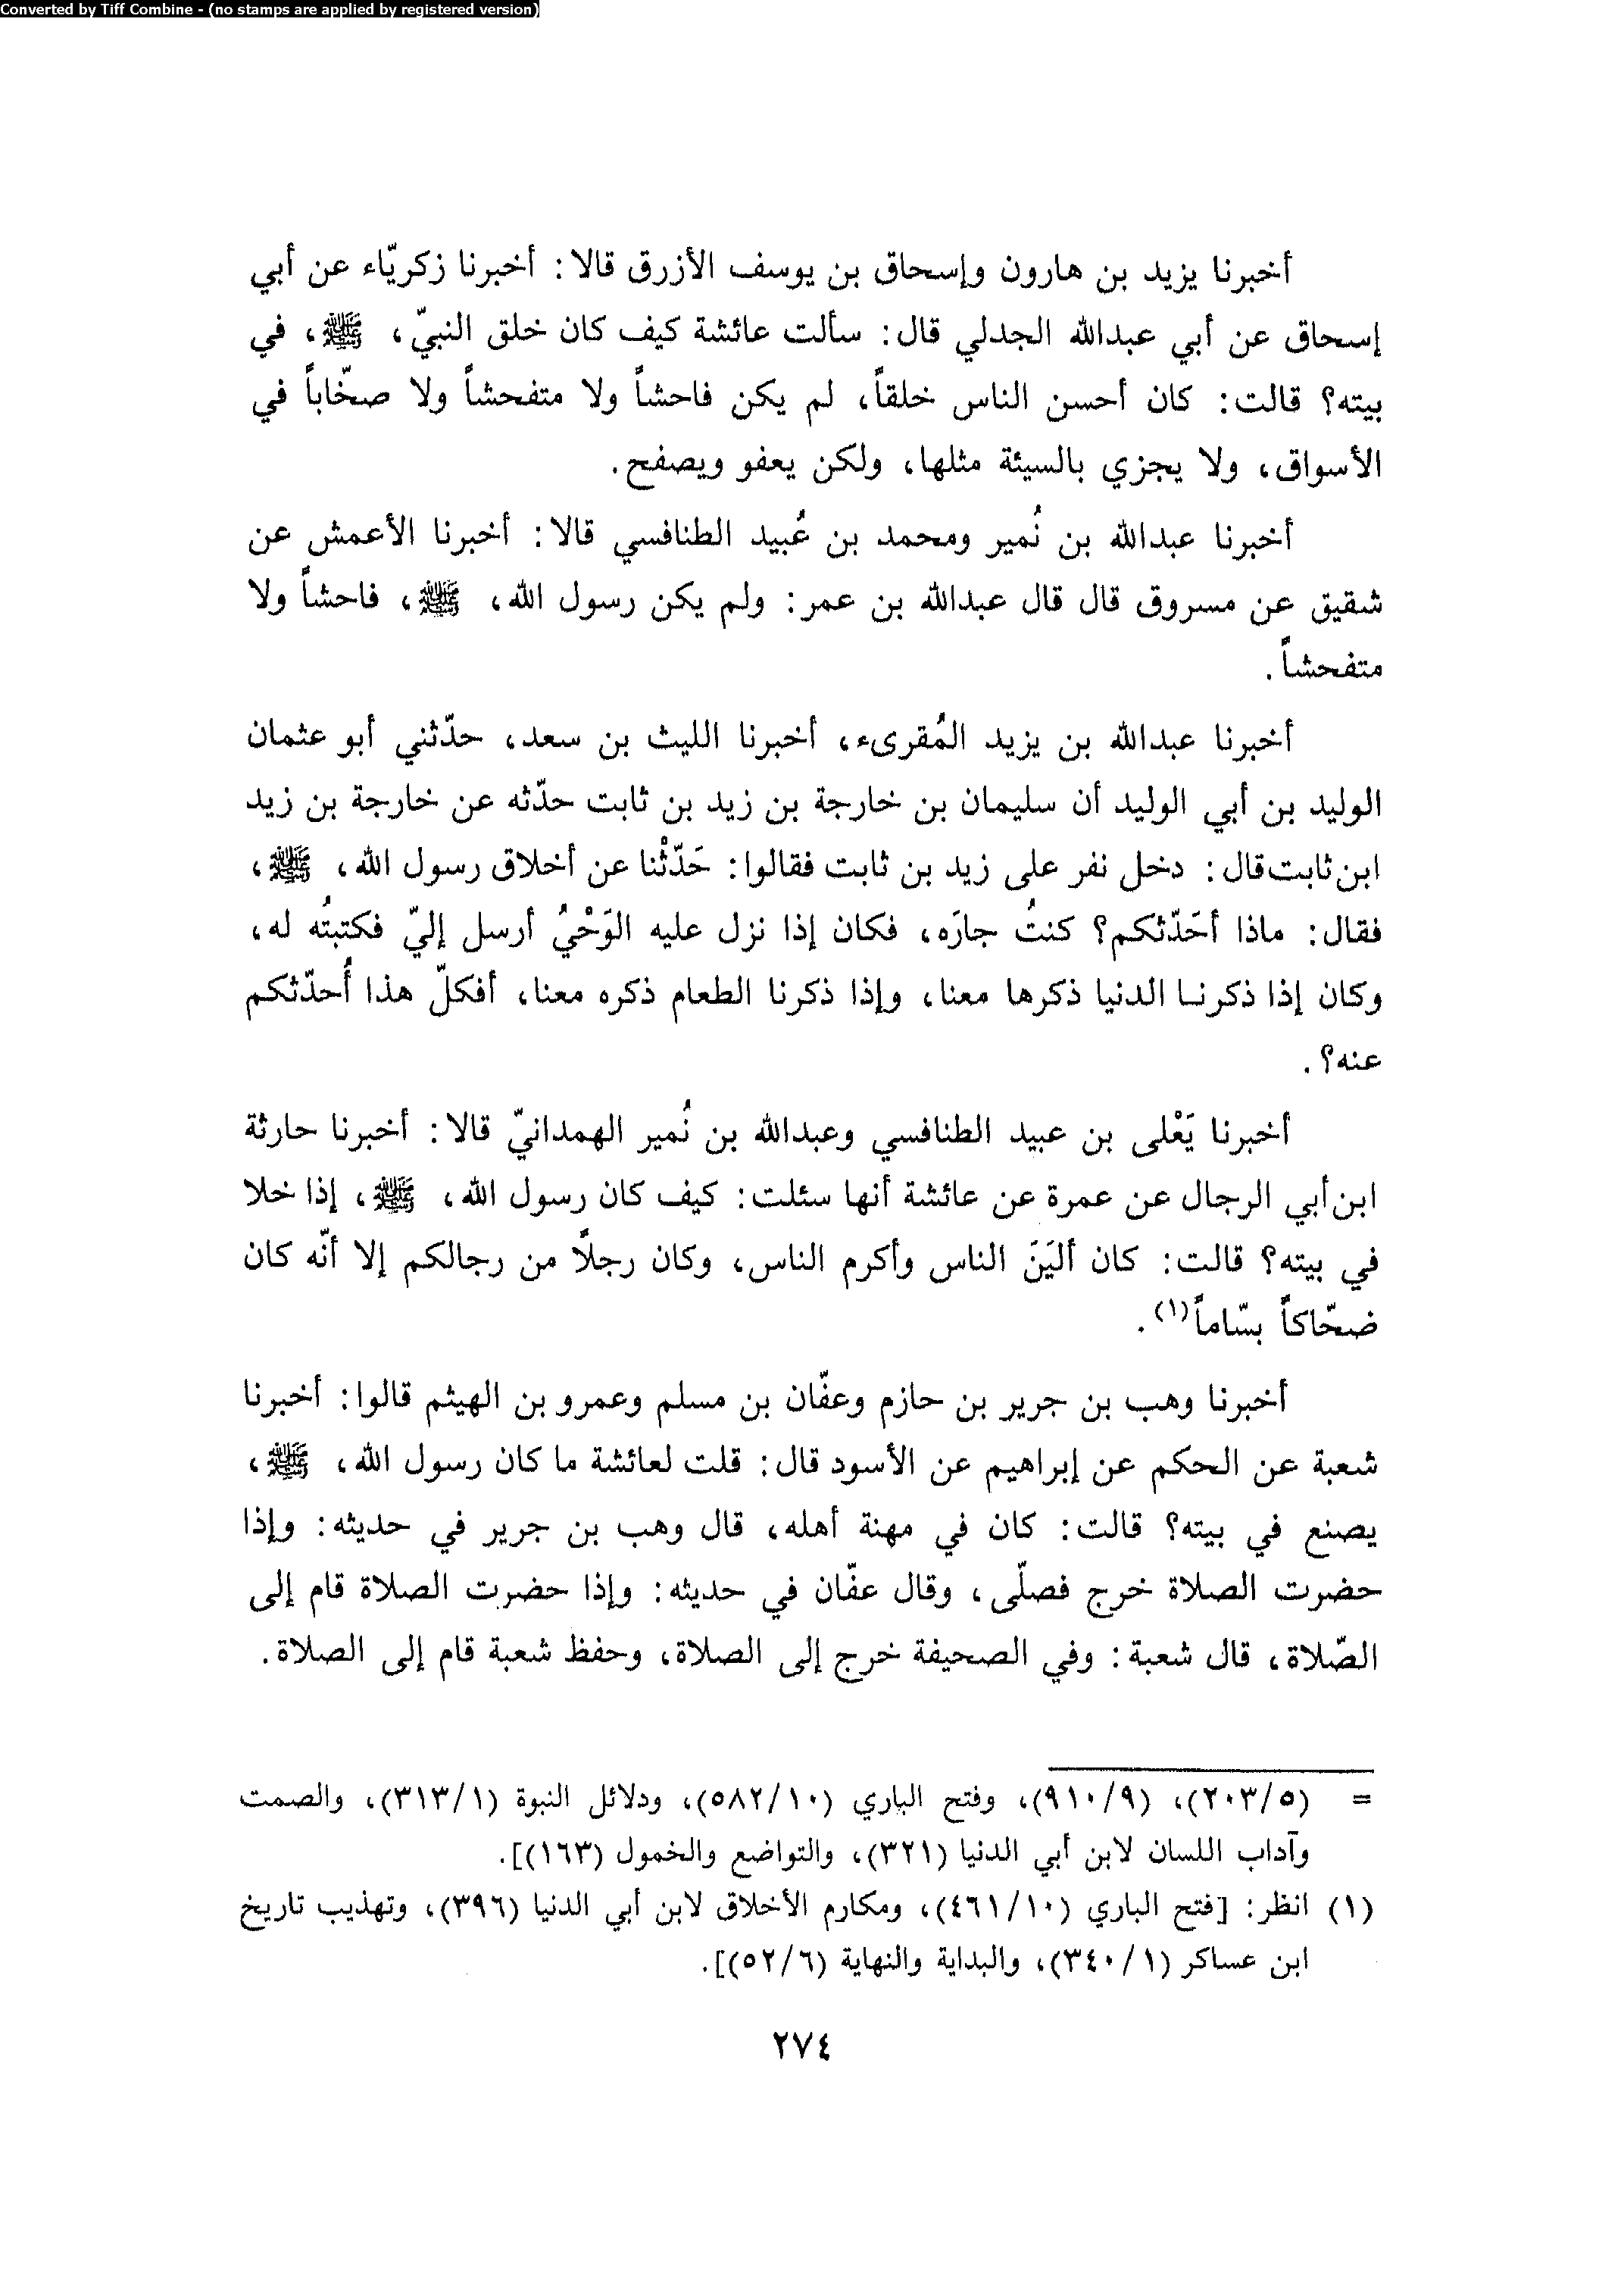 Converted by Tiff Combine - (no stamps are applied by registered version)
أخبرنا يزيد بن هارون وإسحاق بن يوسف الأزرق قالا: أخبرنا زكريّاء عن أبي
إسحاق عن أبي عبدالله الجدلي قال: سألت عائشة كيف كان خلق النبيّ، ﷺ، في
بيته؟ قالت: كان أحسن الناس خلقاً، لم يكن فاحشاً ولا متفحشاً ولا صخّاباً في
الأسواق، ولا يجزي بالسيئة مثلها، ولكن يعفو ويصفح.
أخبرنا عبدالله بن نُمير ومحمد بن عُبيد الطنافسي قالا: أخبرنا الأعمش عن
شقيق عن مسروق قال قال عبدالله بن عمر: ولم يكن رسول الله، ﷺ، فاحشاً ولا
متفحشاً.
أخبرنا عبدالله بن يزيد المُقرىء، أخبرنا الليث بن سعد، حدّثني أبو عثمان
الوليد بن أبي الوليد أن سليمان بن خارجة بن زيد بن ثابت حدّثه عن خارجة بن زيد
ابن ثابت قال: دخل نفر على زيد بن ثابت فقالوا: حَدّثْنا عن أخلاق رسول الله، ﷺ،
فقال: ماذا أحَدّثكم؟ كنتُ جارَه، فكان إذا نزل عليه الوَحْيُ أرسل إليّ فكتبتُه له،
وكان إذا ذكرنا الدنيا ذكرها معنا، وإذا ذكرنا الطعام ذكره معنا، أفكلّ هذا أُحدّثكم
عنه؟.
أخبرنا يَعْلى بن عبيد الطنافسي وعبدالله بن نُمير الهمدانيّ قالا: أخبرنا حارثة
ابن أبي الرجال عن عمرة عن عائشة أنها سئلت: كيف كان رسول الله، ﷺ، إذا خلا
في بيته؟ قالت: كان أليَنَ الناس وأكرم الناس، وكان رجلًا من رجالكم إلا أنّه كان
ضحّاكاً بسّاماً(١).
أخبرنا وهب بن جرير بن حازم وعفّان بن مسلم وعمرو بن الهيثم قالوا: أخبرنا
شعبة عن الحكم عن إبراهيم عن الأسود قال: قلت لعائشة ما كان رسول الله، ﷺ،
يصنع في بيته؟ قالت: كان في مهنة أهله، قال وهب بن جرير في حديثه: وإذا
حضرت الصلاة خرج فصلّى، وقال عفّان في حديثه: وإذا حضرت الصلاة قام إلى
الصّلاة، قال شعبة: وفي الصحيفة خرج إلى الصلاة، وحفظ شعبة قام إلى الصلاة.
= (٢٠٣/٥)، (٩١٠/٩)، وفتح الباري (٥٨٢/١٠)، ودلائل النبوة (٣١٣/١)، والصمت
وآداب اللسان لابن أبي الدنيا (٣٢١)، والتواضع والخمول (١٦٣)].
(١) انظر: [فتح الباري (٤٦١/١٠)، ومكارم الأخلاق لابن أبي الدنيا (٣٩٦)، وتهذيب تاريخ
ابن عساكر (٣٤٠/١)، والبداية والنهاية (٥٢/٦)].
٢٧٤